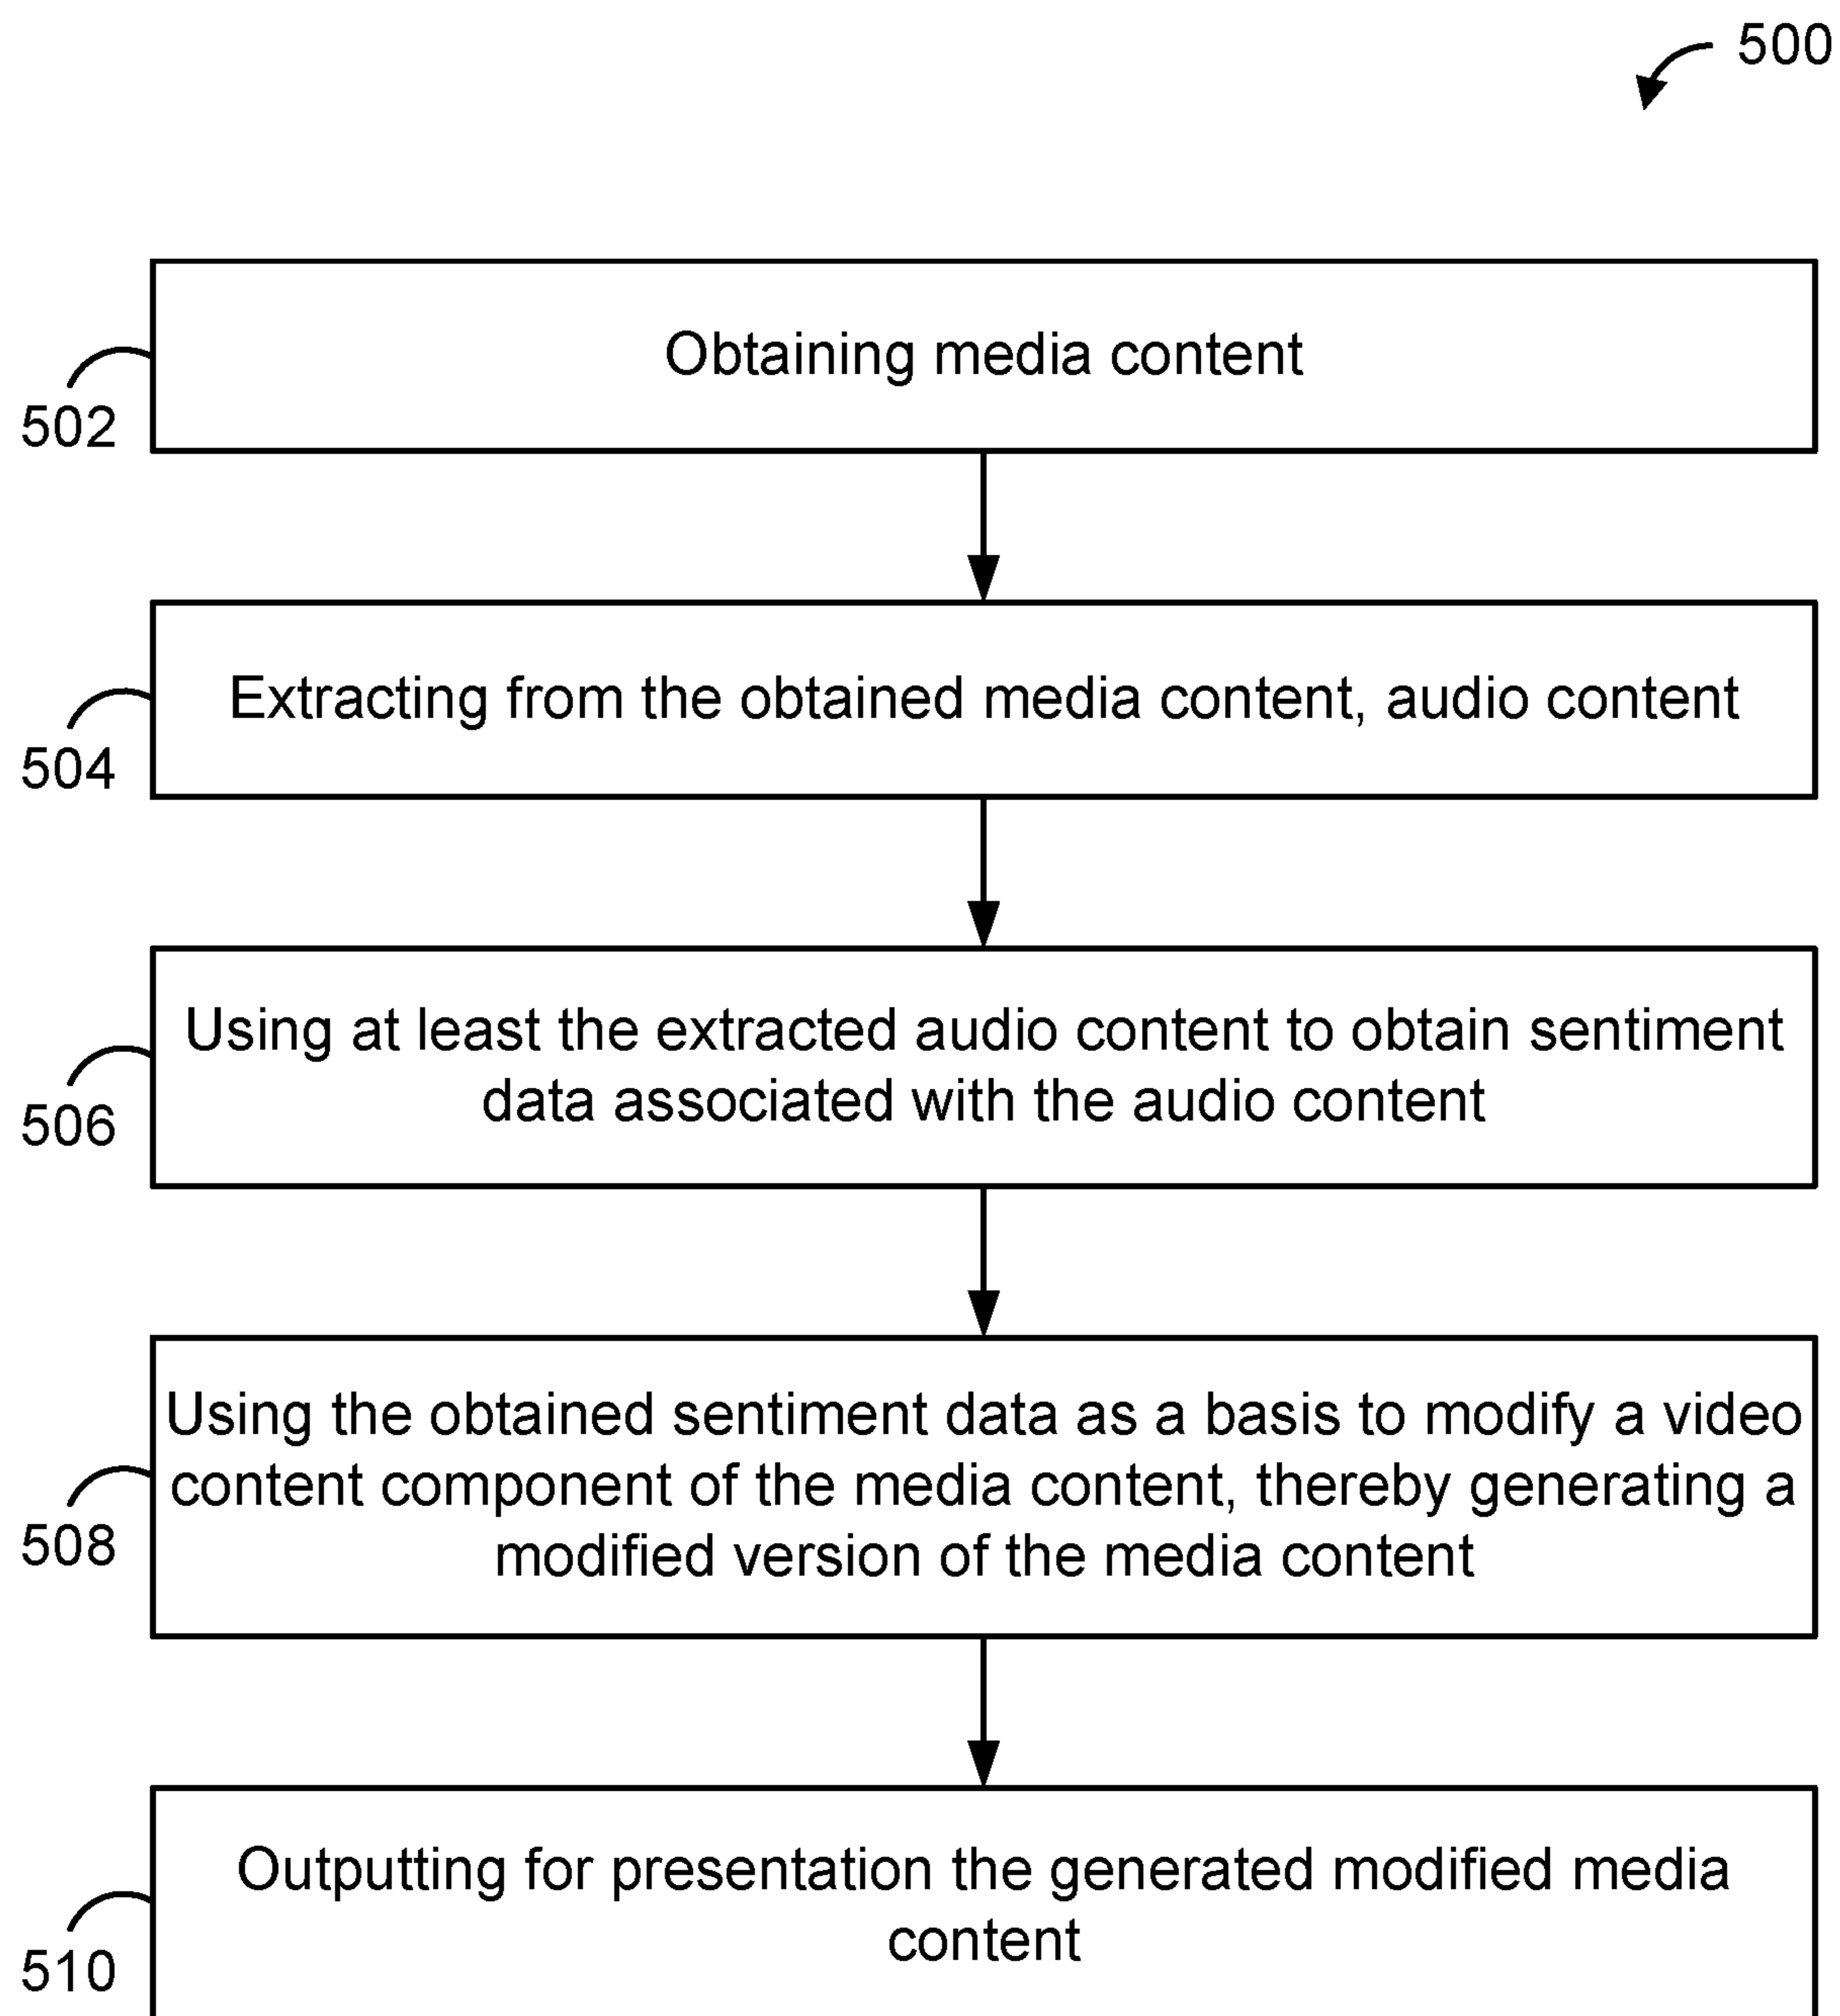 500
Obtaining media content
502
Extracting from the obtained media content, audio content
504
Using at least the extracted audio content to obtain sentiment
data associated with the audio content
506
Using the obtained sentiment data as a basis to modify a video
content component of the media content, thereby generating a
modified version of the media content
508
Outputting for presentation the generated modified media
content
510